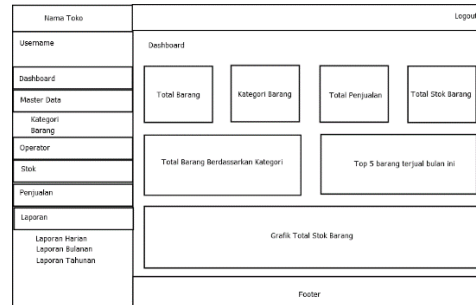 Nama Toko
Logout
Username
Dashboard
Master Data
Kategori
Barang
Operator
Stok
Penjualan
Laporan
Laporan Harian
Laporan Bulanan
Laporan Tahunan
Dashboard
Total Barang
Kategori Barang
Total Penjualan
Total Stok Barang
Total Barang Berdassarkan Kategori
Top 5 barang terjual bulan ini
Grafik Total Stok Barang
Footer